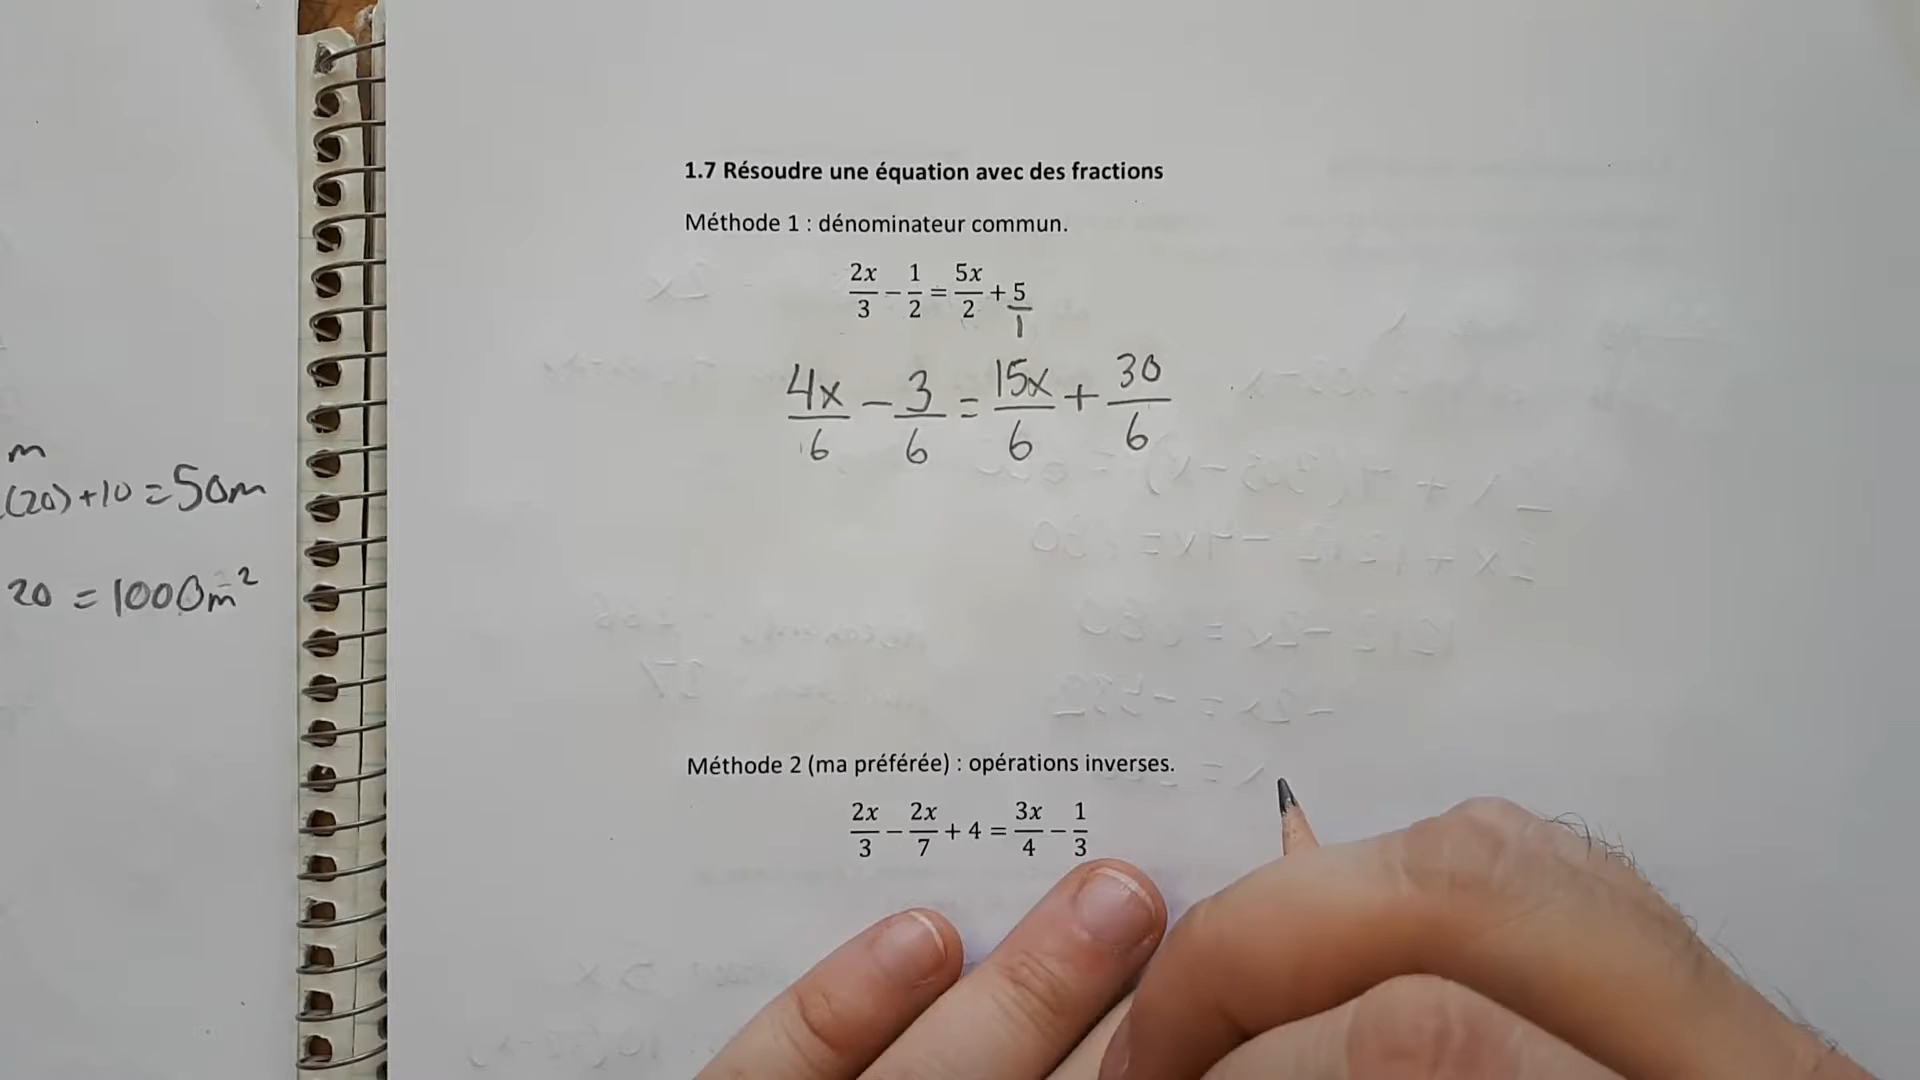 m
(20) + 10 = 50m
20 = 1000m²
1.7 Résoudre une équation avec des fractions
Méthode 1 : dénominateur commun.
2x/3 − 1/2 = 5x/2 + 5/1
4x/6 − 3/6 = 15x/6 + 30/6
Méthode 2 (ma préférée) : opérations inverses.
2x/3 − 2x/7 + 4 = 3x/4 − 1/3